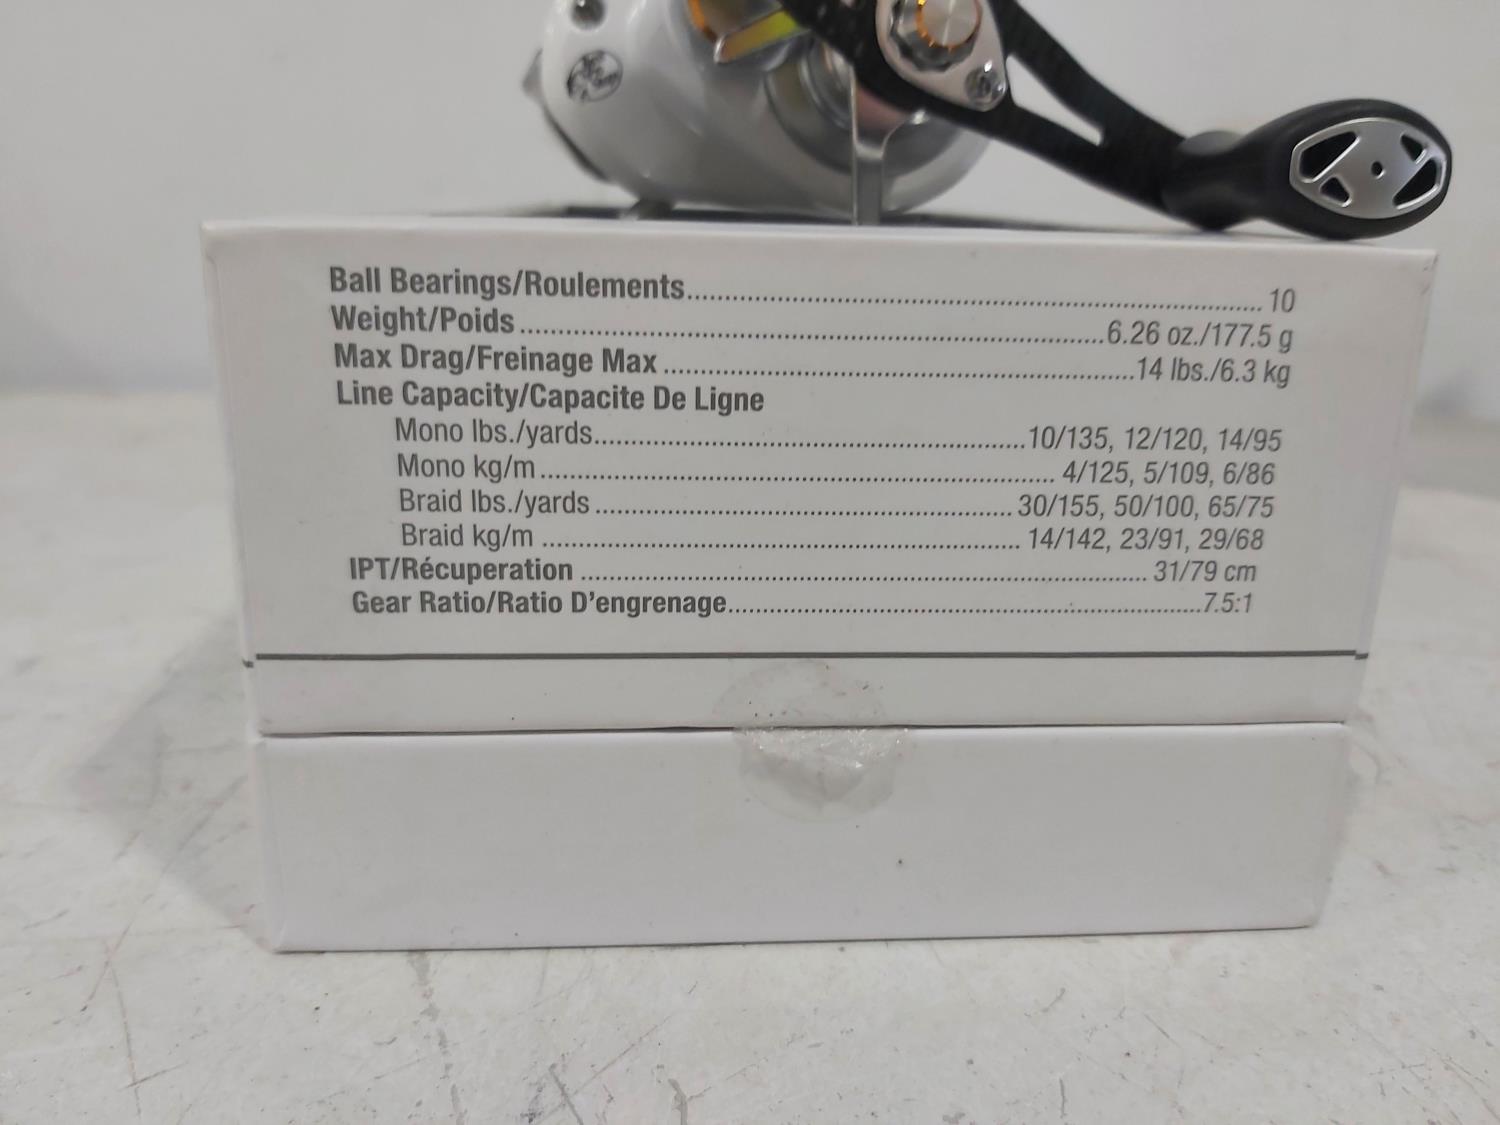 Ball Bearings/Roulements........ 10
Weight/Poids........6.26 oz./177.5 g
Max Drag/Freinage Max........14 lbs./6.3 kg
Line Capacity/Capacite De Ligne
Mono lbs./yards........10/135, 12/120, 14/95
Mono kg/m........ 4/125, 5/109, 6/86
Braid lbs./yards........ 30/155, 50/100, 65/75
Braid kg/m........ 14/142, 23/91, 29/68
IPT/Récuperation........ 31/79 cm
Gear Ratio/Ratio D'engrenage........7.5:1